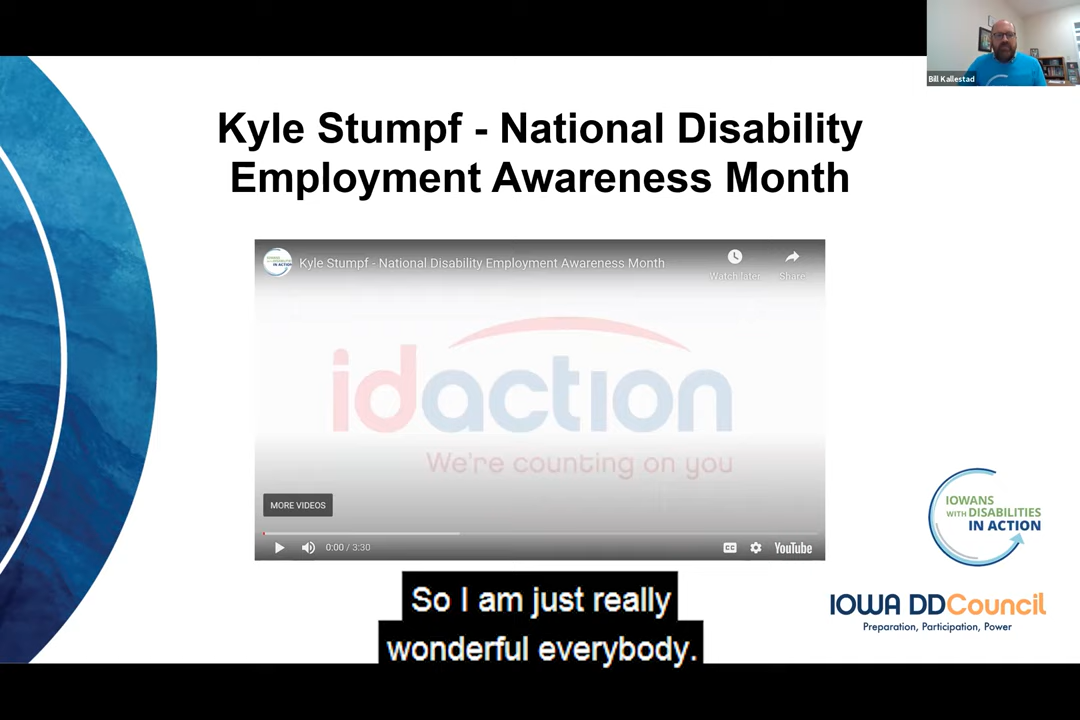 Bill Kallestad
Kyle Stumpf - National Disability
Employment Awareness Month
Kyle Stumpf - National Disability Employment Awareness Month
Watch later
Share
idaction
We're counting on you
MORE VIDEOS
0:00 / 3:30
CC
YouTube
IOWANS
WITH DISABILITIES
IN ACTION
IOWA DDCouncil
Preparation, Participation, Power
So I am just really
wonderful everybody.